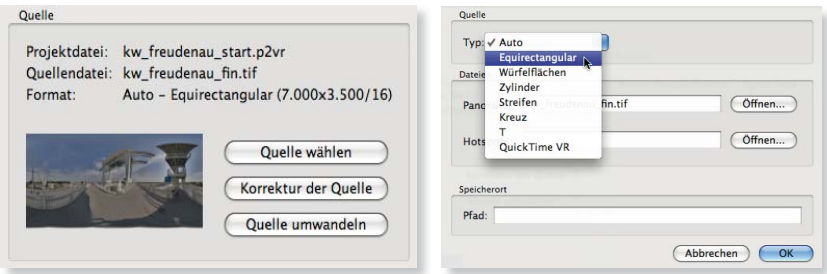 Quelle
Projektdatei: kw_freudenau_start.p2vr
Quellendatei: kw_freudenau_fin.tif
Format: Auto – Equirectangular (7.000x3.500/16)
Quelle wählen
Korrektur der Quelle
Quelle umwandeln
Quelle
Typ: ✓ Auto
Equirectangular
Würfelflächen
Zylinder
Streifen
Kreuz
T
QuickTime VR
Dateie
Pano
_fin.tif
Öffnen...
Hots
Öffnen...
Speicherort
Pfad:
Abbrechen
OK